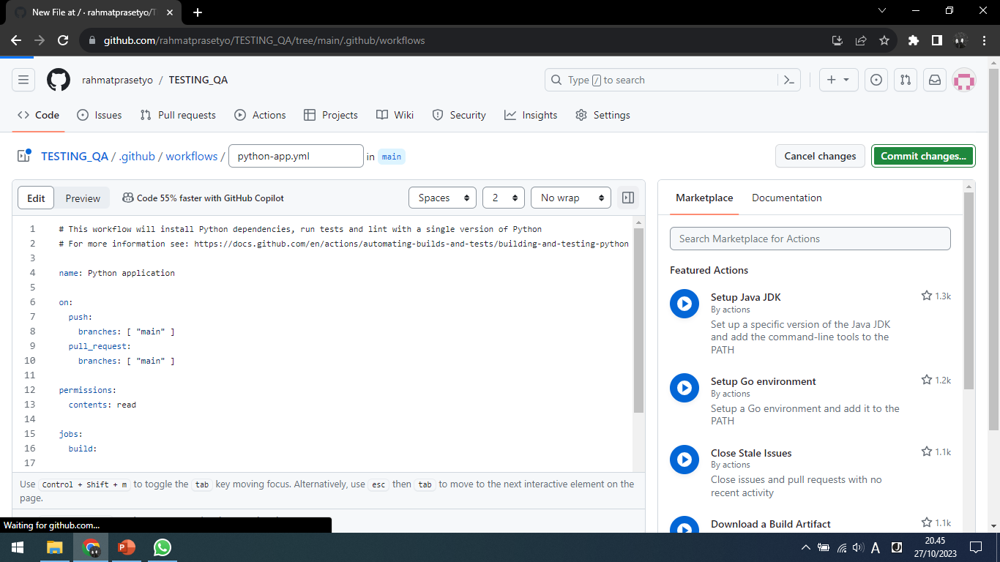 New File at / · rahmatprasetyo/T
github.com/rahmatprasetyo/TESTING_QA/tree/main/.github/workflows
rahmatprasetyo / TESTING_QA
Type / to search
Code Issues Pull requests Actions Projects Wiki Security Insights Settings
TESTING_QA / .github / workflows / python-app.yml in main
Cancel changes Commit changes...
Edit Preview Code 55% faster with GitHub Copilot Spaces 2 No wrap
1 # This workflow will install Python dependencies, run tests and lint with a single version of Python
2 # For more information see: https://docs.github.com/en/actions/automating-builds-and-tests/building-and-testing-python
3
4 name: Python application
5
6 on:
7 push:
8 branches: [ "main" ]
9 pull_request:
10 branches: [ "main" ]
11
12 permissions:
13 contents: read
14
15 jobs:
16 build:
17
Use Control + Shift + m to toggle the tab key moving focus. Alternatively, use esc then tab to move to the next interactive element on the
page.
Marketplace Documentation
Search Marketplace for Actions
Featured Actions
Setup Java JDK 1.3k
By actions
Set up a specific version of the Java JDK
and add the command-line tools to the
PATH
Setup Go environment 1.2k
By actions
Setup a Go environment and add it to the
PATH
Close Stale Issues 1.1k
By actions
Close issues and pull requests with no
recent activity
Download a Build Artifact 1.1k
Waiting for github.com...
A
20.45
27/10/2023